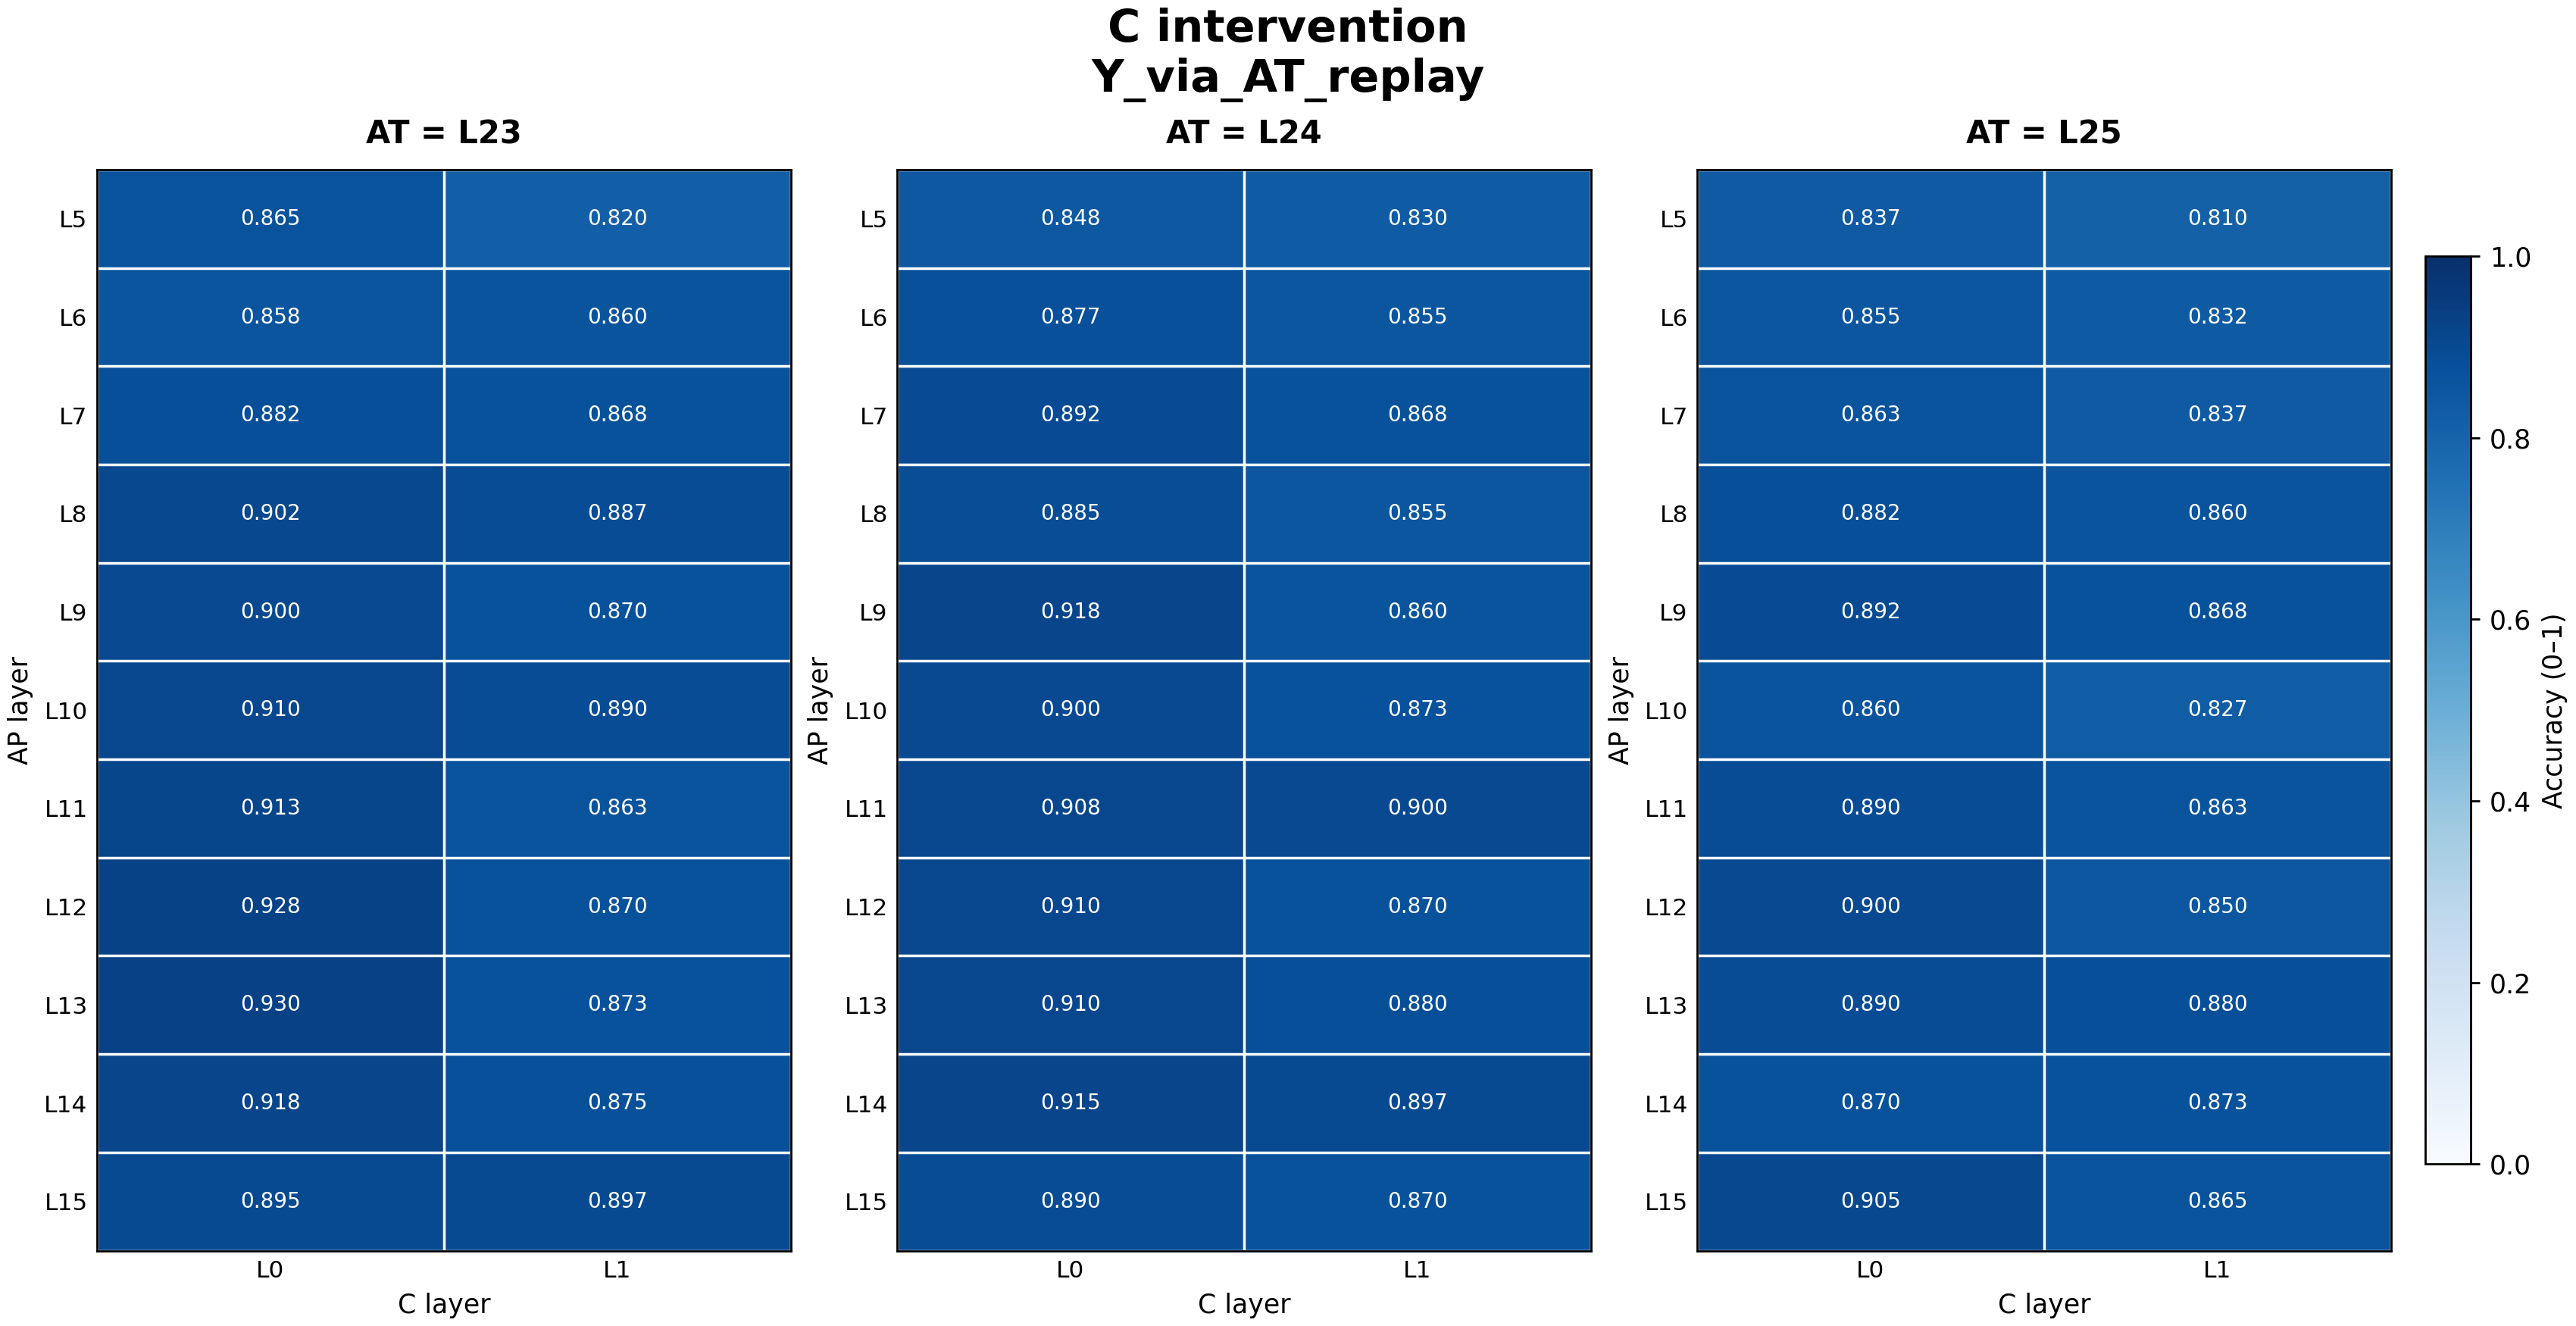 C intervention
Y_via_AT_replay
AT = L23
AP layer
L5 0.865 0.820
L6 0.858 0.860
L7 0.882 0.868
L8 0.902 0.887
L9 0.900 0.870
L10 0.910 0.890
L11 0.913 0.863
L12 0.928 0.870
L13 0.930 0.873
L14 0.918 0.875
L15 0.895 0.897
L0 L1
C layer
AT = L24
AP layer
L5 0.848 0.830
L6 0.877 0.855
L7 0.892 0.868
L8 0.885 0.855
L9 0.918 0.860
L10 0.900 0.873
L11 0.908 0.900
L12 0.910 0.870
L13 0.910 0.880
L14 0.915 0.897
L15 0.890 0.870
L0 L1
C layer
AT = L25
AP layer
L5 0.837 0.810
L6 0.855 0.832
L7 0.863 0.837
L8 0.882 0.860
L9 0.892 0.868
L10 0.860 0.827
L11 0.890 0.863
L12 0.900 0.850
L13 0.890 0.880
L14 0.870 0.873
L15 0.905 0.865
L0 L1
C layer
1.0
0.8
0.6
0.4
0.2
0.0
Accuracy (0–1)